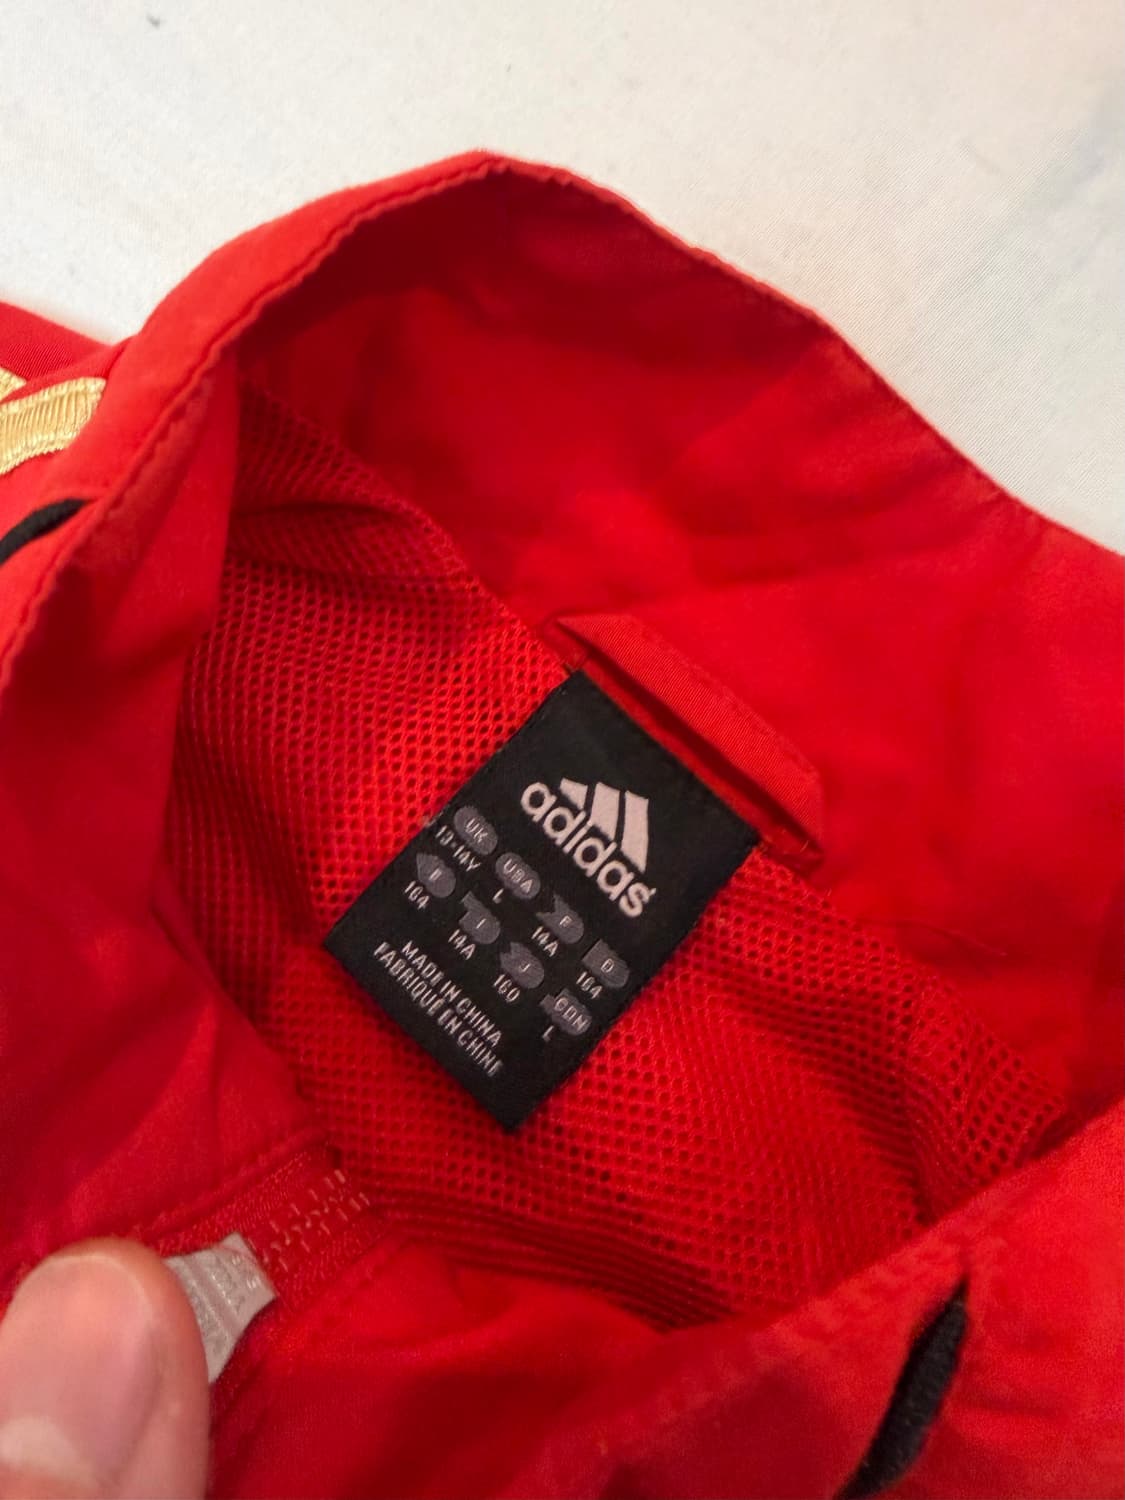 adidas
UK USA F D
13-14Y L 14A 164
I J CDN
164 14A 160 L
MADE IN CHINA
FABRIQUÉ EN CHINE